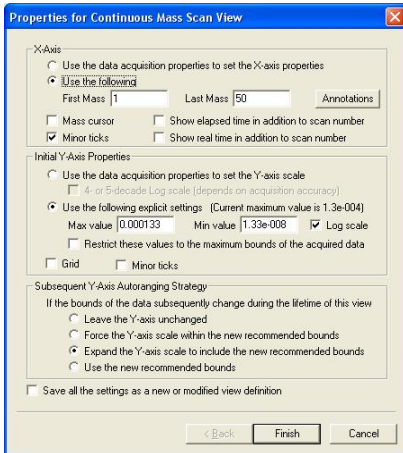 Properties for Continuous Mass Scan View
X-Axis
Use the data acquisition properties to set the X-axis properties
Use the following
First Mass 1 Last Mass 50 Annotations
Mass cursor Show elapsed time in addition to scan number
Minor ticks Show real time in addition to scan number
Initial Y-Axis Properties
Use the data acquisition properties to set the Y-axis scale
4- or 5-decade Log scale (depends on acquisition accuracy)
Use the following explicit settings (Current maximum value is 1.3e-004)
Max value 0.000133 Min value 1.33e-008 Log scale
Restrict these values to the maximum bounds of the acquired data
Grid Minor ticks
Subsequent Y-Axis Autoranging Strategy
If the bounds of the data subsequently change during the lifetime of this view
Leave the Y-axis unchanged
Force the Y-axis scale within the new recommended bounds
Expand the Y-axis scale to include the new recommended bounds
Use the new recommended bounds
Save all the settings as a new or modified view definition
< Back Finish Cancel